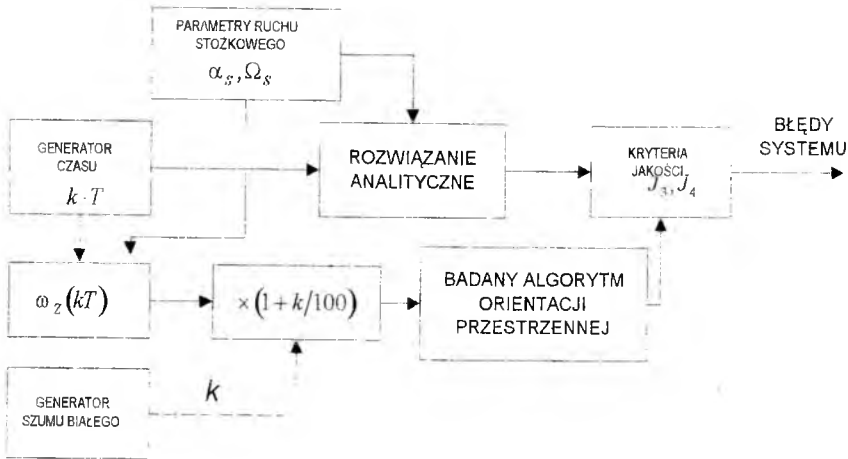 PARAMETRY RUCHU
STOŻKOWEGO
α_s, Ω_s
GENERATOR
CZASU
k · T
ROZWIĄZANIE
ANALITYCZNE
KRYTERIA
JAKOŚCI
J_3, J_4
BŁĘDY
SYSTEMU
ω_Z(kT)
×(1+k/100)
BADANY ALGORYTM
ORIENTACJI
PRZESTRZENNEJ
k
GENERATOR
SZUMU BIAŁEGO